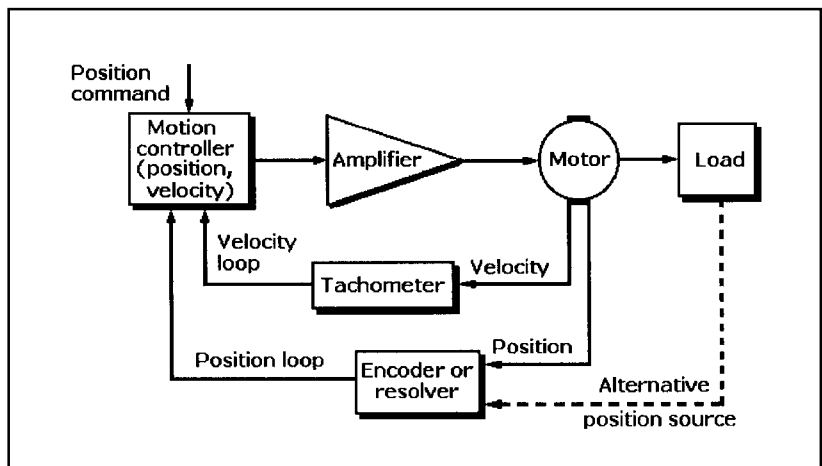 Position
command
Motion
controller
(position,
velocity)
Amplifier
Motor
Load
Velocity
loop
Tachometer
Velocity
Position loop
Encoder or
resolver
Position
Alternative
position source